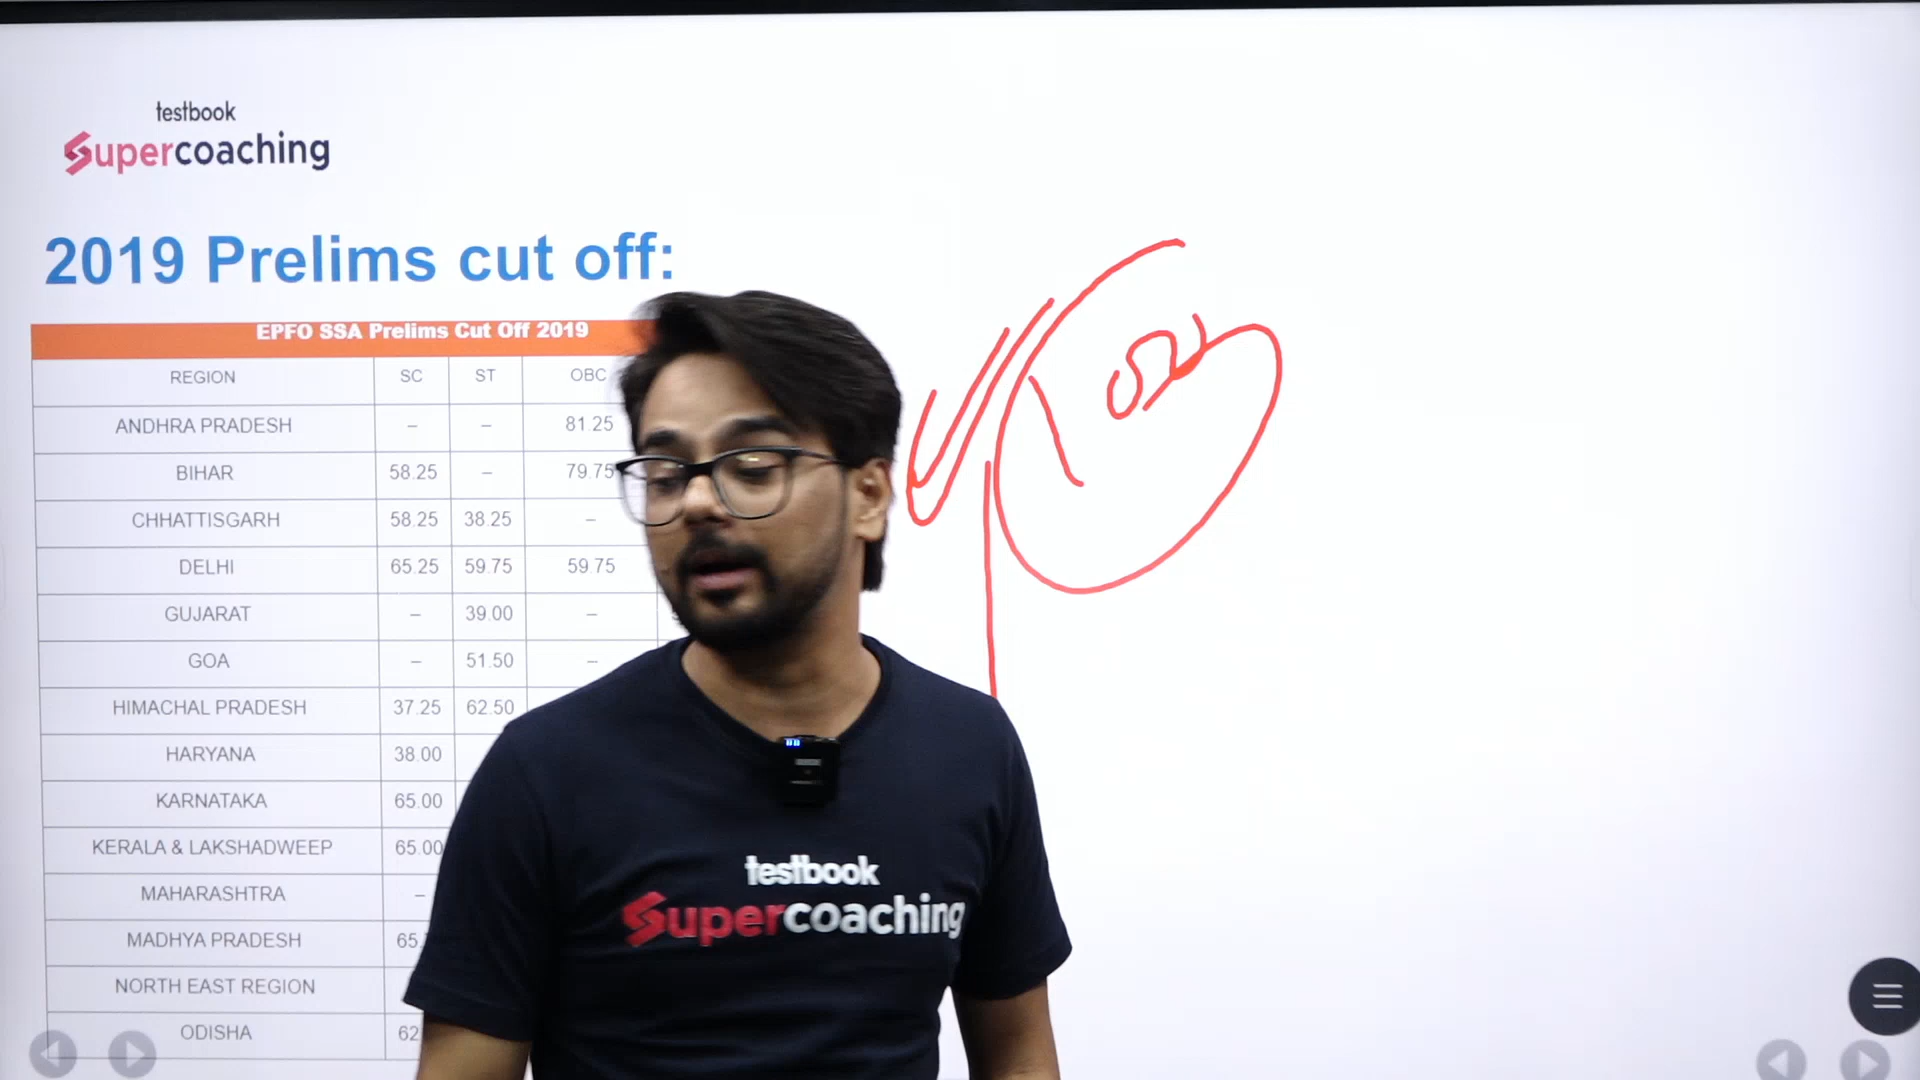 testbook
Supercoaching
2019 Prelims cut off:
EPFO SSA Prelims Cut Off 2019
REGION SC ST OBC
ANDHRA PRADESH – – 81.25
BIHAR 58.25 – 79.75
CHHATTISGARH 58.25 38.25 –
DELHI 65.25 59.75 59.75
GUJARAT – 39.00 –
GOA – 51.50 –
HIMACHAL PRADESH 37.25 62.50
HARYANA 38.00
KARNATAKA 65.00
KERALA & LAKSHADWEEP 65.00
MAHARASHTRA –
MADHYA PRADESH 65.
NORTH EAST REGION
ODISHA 62
testbook
Supercoaching